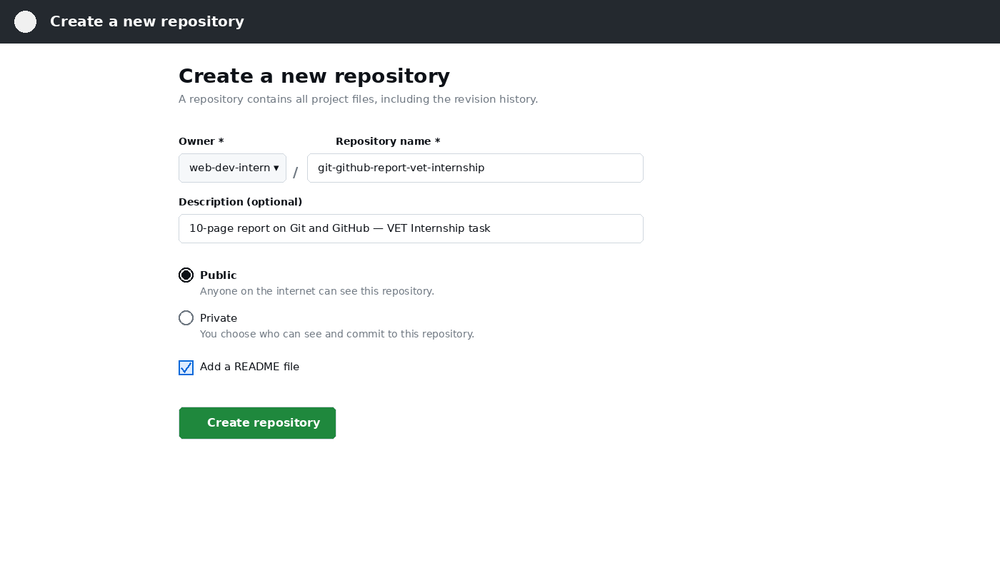 Create a new repository
Create a new repository
A repository contains all project files, including the revision history.
Owner * Repository name *
web-dev-intern ▾ / git-github-report-vet-internship
Description (optional)
10-page report on Git and GitHub — VET Internship task
Public
Anyone on the internet can see this repository.
Private
You choose who can see and commit to this repository.
Add a README file
Create repository